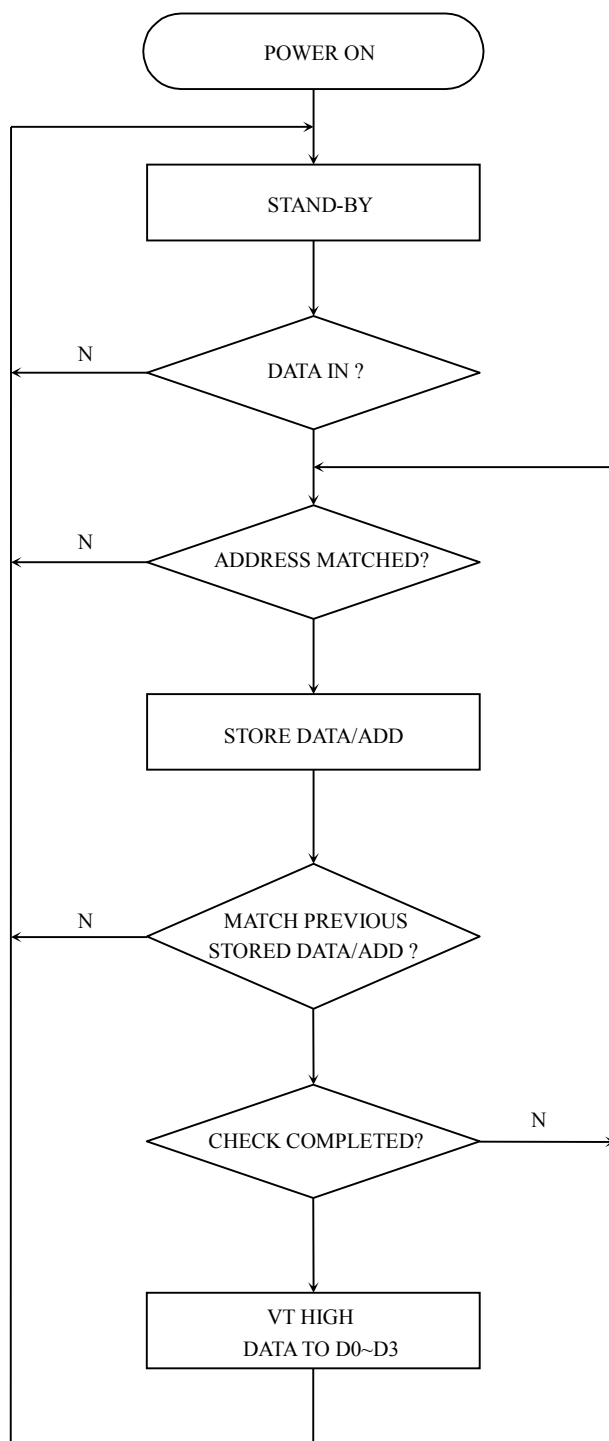 POWER ON
STAND-BY
N
DATA IN ?
N
ADDRESS MATCHED?
STORE DATA/ADD
N
MATCH PREVIOUS
STORED DATA/ADD ?
CHECK COMPLETED?
N
VT HIGH
DATA TO D0~D3